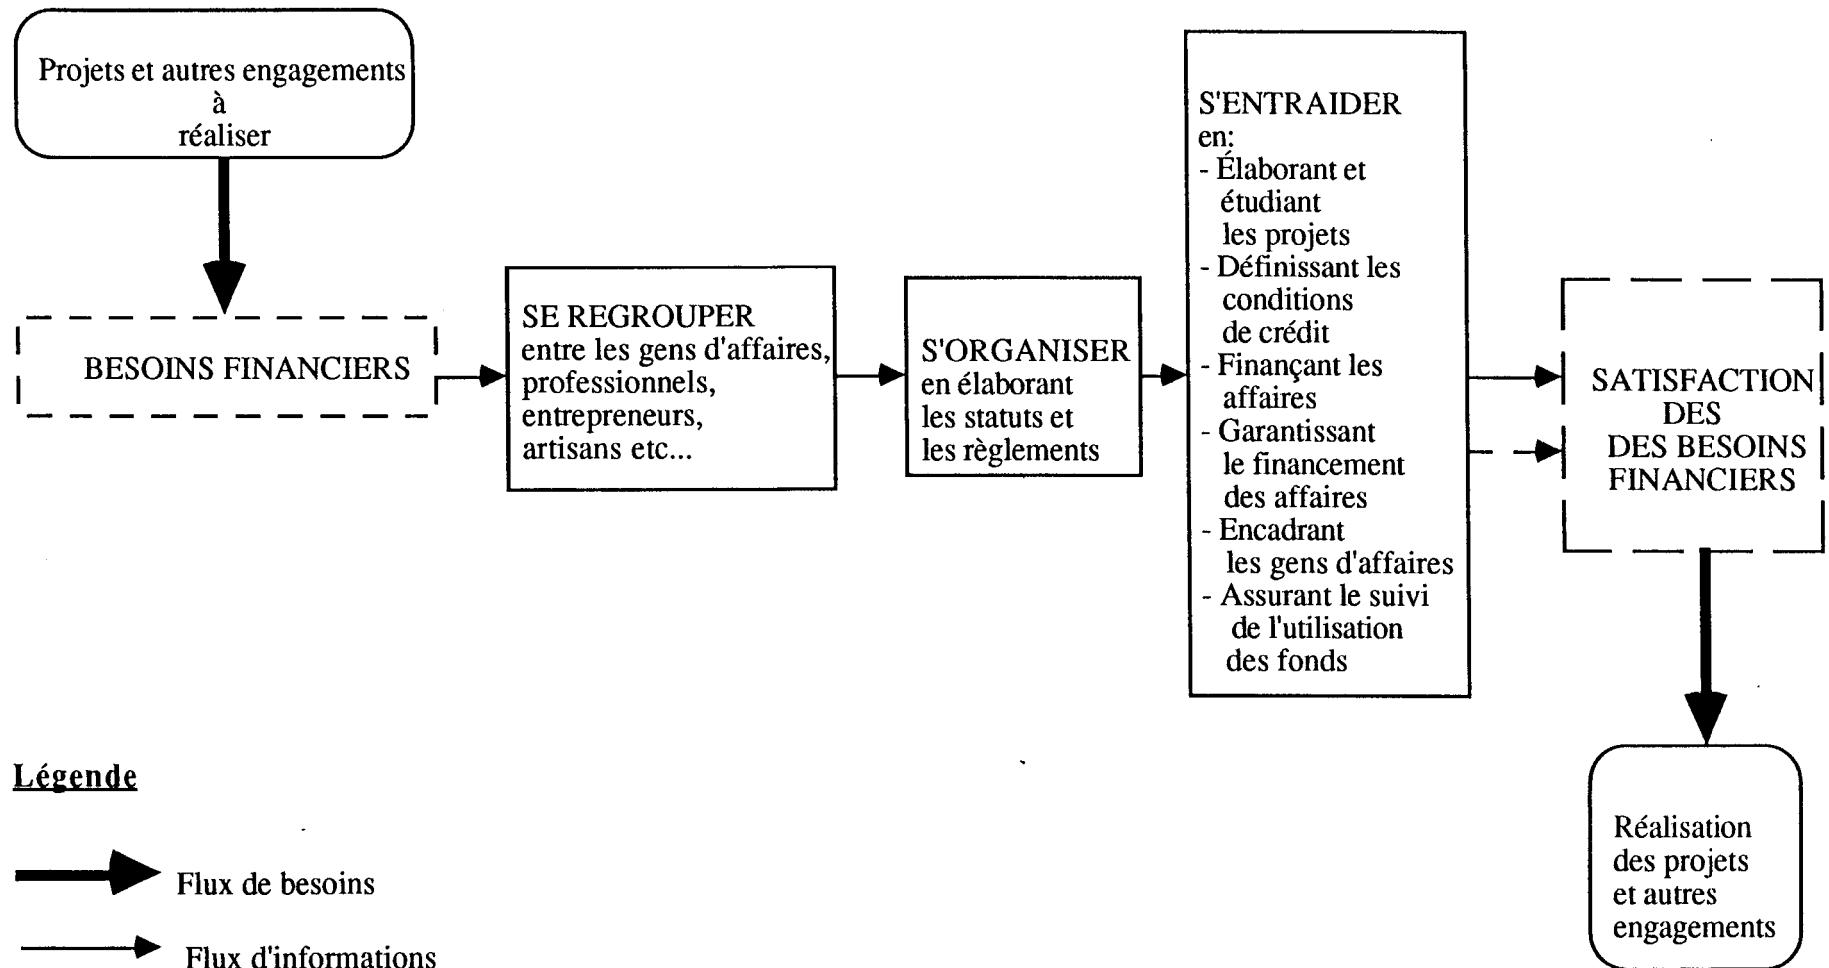 Projets et autres engagements
à
réaliser
BESOINS FINANCIERS
SE REGROUPER
entre les gens d'affaires,
professionnels,
entrepreneurs,
artisans etc...
S'ORGANISER
en élaborant
les statuts et
les règlements
S'ENTRAIDER
en:
- Élaborant et
étudiant
les projets
- Définissant les
conditions
de crédit
- Finançant les
affaires
- Garantissant
le financement
des affaires
- Encadrant
les gens d'affaires
- Assurant le suivi
de l'utilisation
des fonds
SATISFACTION
DES
DES BESOINS
FINANCIERS
Réalisation
des projets
et autres
engagements
Légende
Flux de besoins
Flux d'informations